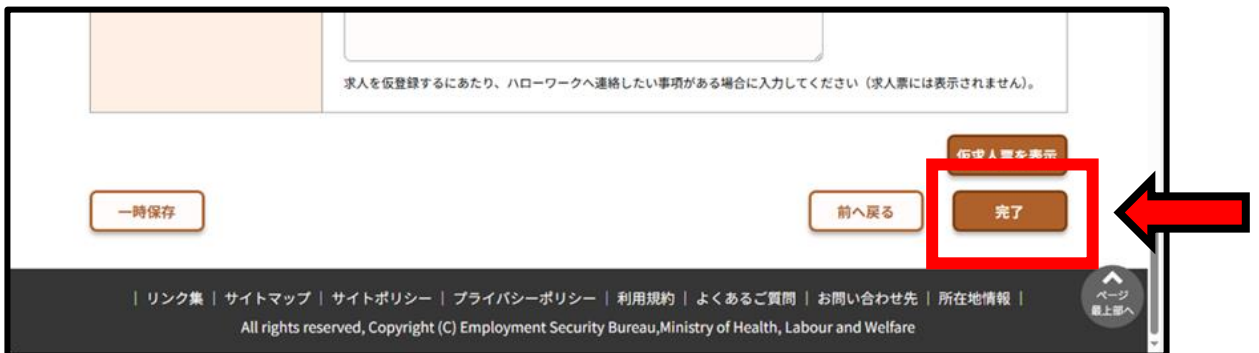 求人を仮登録するにあたり、ハローワークへ連絡したい事項がある場合に入力してください（求人票には表示されません）。
仮求人票を表示
一時保存
前へ戻る
完了
| リンク集 | サイトマップ | サイトポリシー | プライバシーポリシー | 利用規約 | よくあるご質問 | お問い合わせ先 | 所在地情報 |
ページ
最上部へ
All rights reserved, Copyright (C) Employment Security Bureau,Ministry of Health, Labour and Welfare